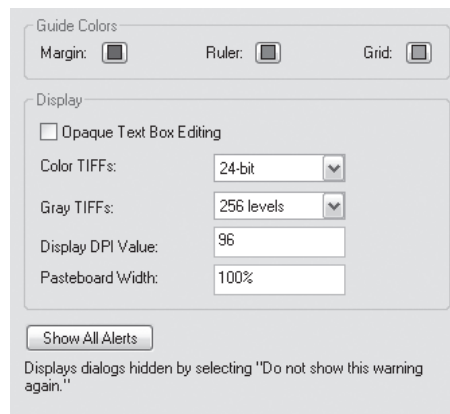 Guide Colors
Margin: Ruler: Grid:
Display
Opaque Text Box Editing
Color TIFFs: 24-bit
Gray TIFFs: 256 levels
Display DPI Value: 96
Pasteboard Width: 100%
Show All Alerts
Displays dialogs hidden by selecting "Do not show this warning
again."